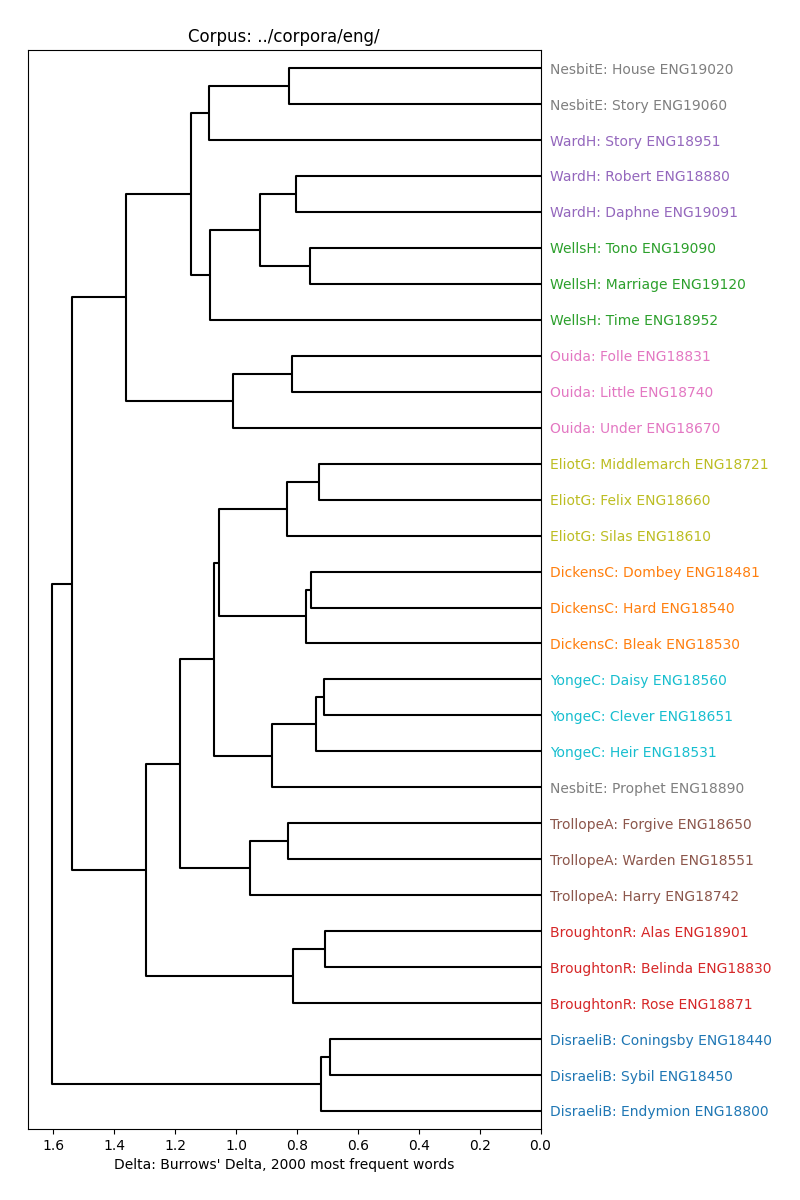 Corpus: ../corpora/eng/
NesbitE: House ENG19020
NesbitE: Story ENG19060
WardH: Story ENG18951
WardH: Robert ENG18880
WardH: Daphne ENG19091
WellsH: Tono ENG19090
WellsH: Marriage ENG19120
WellsH: Time ENG18952
Ouida: Folle ENG18831
Ouida: Little ENG18740
Ouida: Under ENG18670
EliotG: Middlemarch ENG18721
EliotG: Felix ENG18660
EliotG: Silas ENG18610
DickensC: Dombey ENG18481
DickensC: Hard ENG18540
DickensC: Bleak ENG18530
YongeC: Daisy ENG18560
YongeC: Clever ENG18651
YongeC: Heir ENG18531
NesbitE: Prophet ENG18890
TrollopeA: Forgive ENG18650
TrollopeA: Warden ENG18551
TrollopeA: Harry ENG18742
BroughtonR: Alas ENG18901
BroughtonR: Belinda ENG18830
BroughtonR: Rose ENG18871
DisraeliB: Coningsby ENG18440
DisraeliB: Sybil ENG18450
DisraeliB: Endymion ENG18800
1.6 1.4 1.2 1.0 0.8 0.6 0.4 0.2 0.0
Delta: Burrows' Delta, 2000 most frequent words